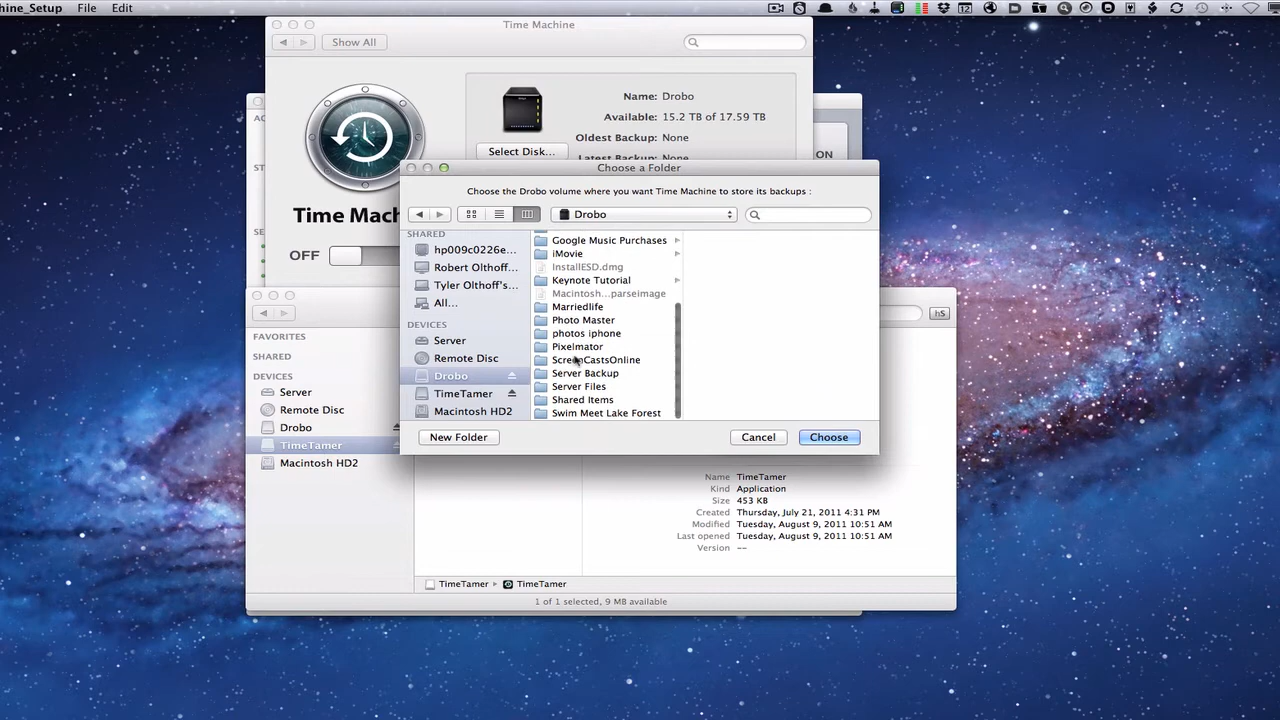 hine_Setup File Edit
Time Machine
Show All
Name: Drobo
Available: 15.2 TB of 17.59 TB
Oldest Backup: None
Latest Backup: None
Select Disk...
ON
Time Mach
OFF
Choose a Folder
Choose the Drobo volume where you want Time Machine to store its backups :
Drobo
SHARED
hp009c0226e...
Robert Olthoff...
Tyler Olthoff's...
All...
DEVICES
Server
Remote Disc
Drobo
TimeTamer
Macintosh HD2
Google Music Purchases
iMovie
InstallESD.dmg
Keynote Tutorial
Macintosh...parseimage
Marriedlife
Photo Master
photos iphone
Pixelmator
ScreenCastsOnline
Server Backup
Server Files
Shared Items
Swim Meet Lake Forest
New Folder
Cancel
Choose
FAVORITES
SHARED
DEVICES
Server
Remote Disc
Drobo
TimeTamer
Macintosh HD2
Name TimeTamer
Kind Application
Size 453 KB
Created Thursday, July 21, 2011 4:31 PM
Modified Tuesday, August 9, 2011 10:51 AM
Last opened Tuesday, August 9, 2011 10:51 AM
Version --
TimeTamer TimeTamer
1 of 1 selected, 9 MB available